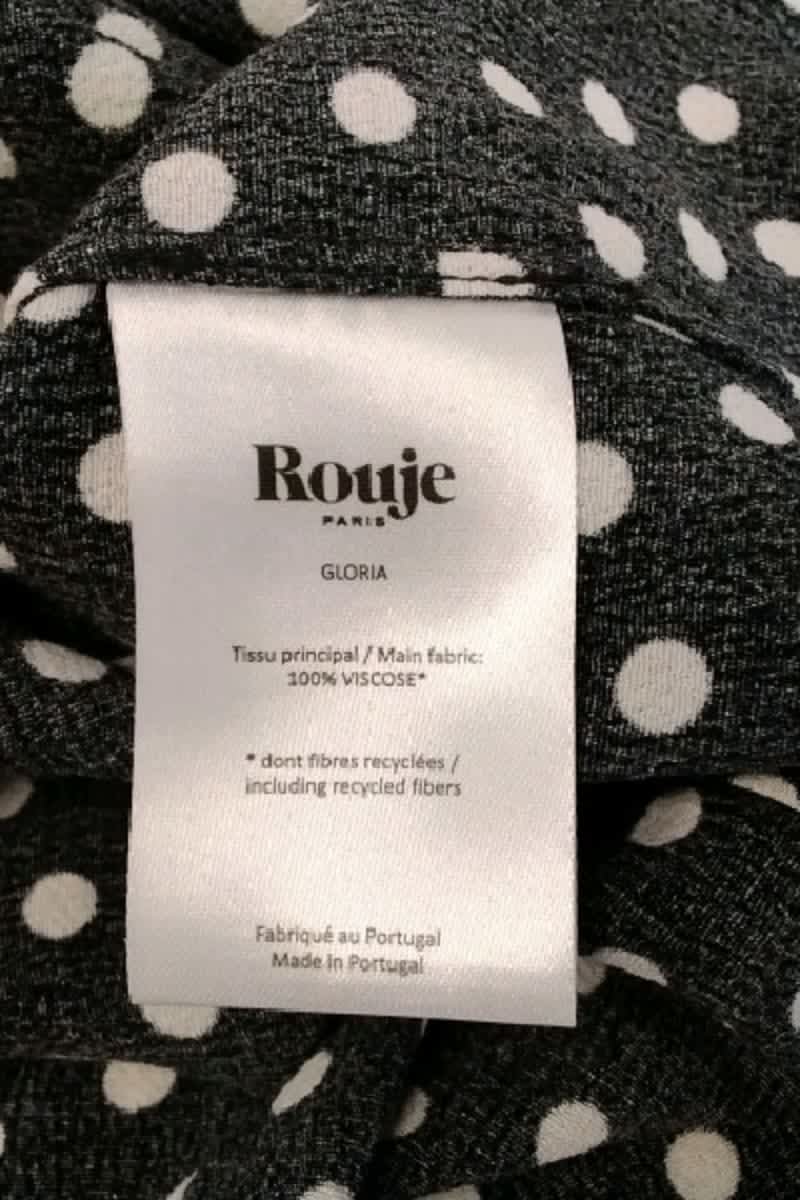 Rouje
PARIS
GLORIA
Tissu principal / Main fabric:
100% VISCOSE*
* dont fibres recyclées /
including recycled fibers
Fabriqué au Portugal
Made in Portugal